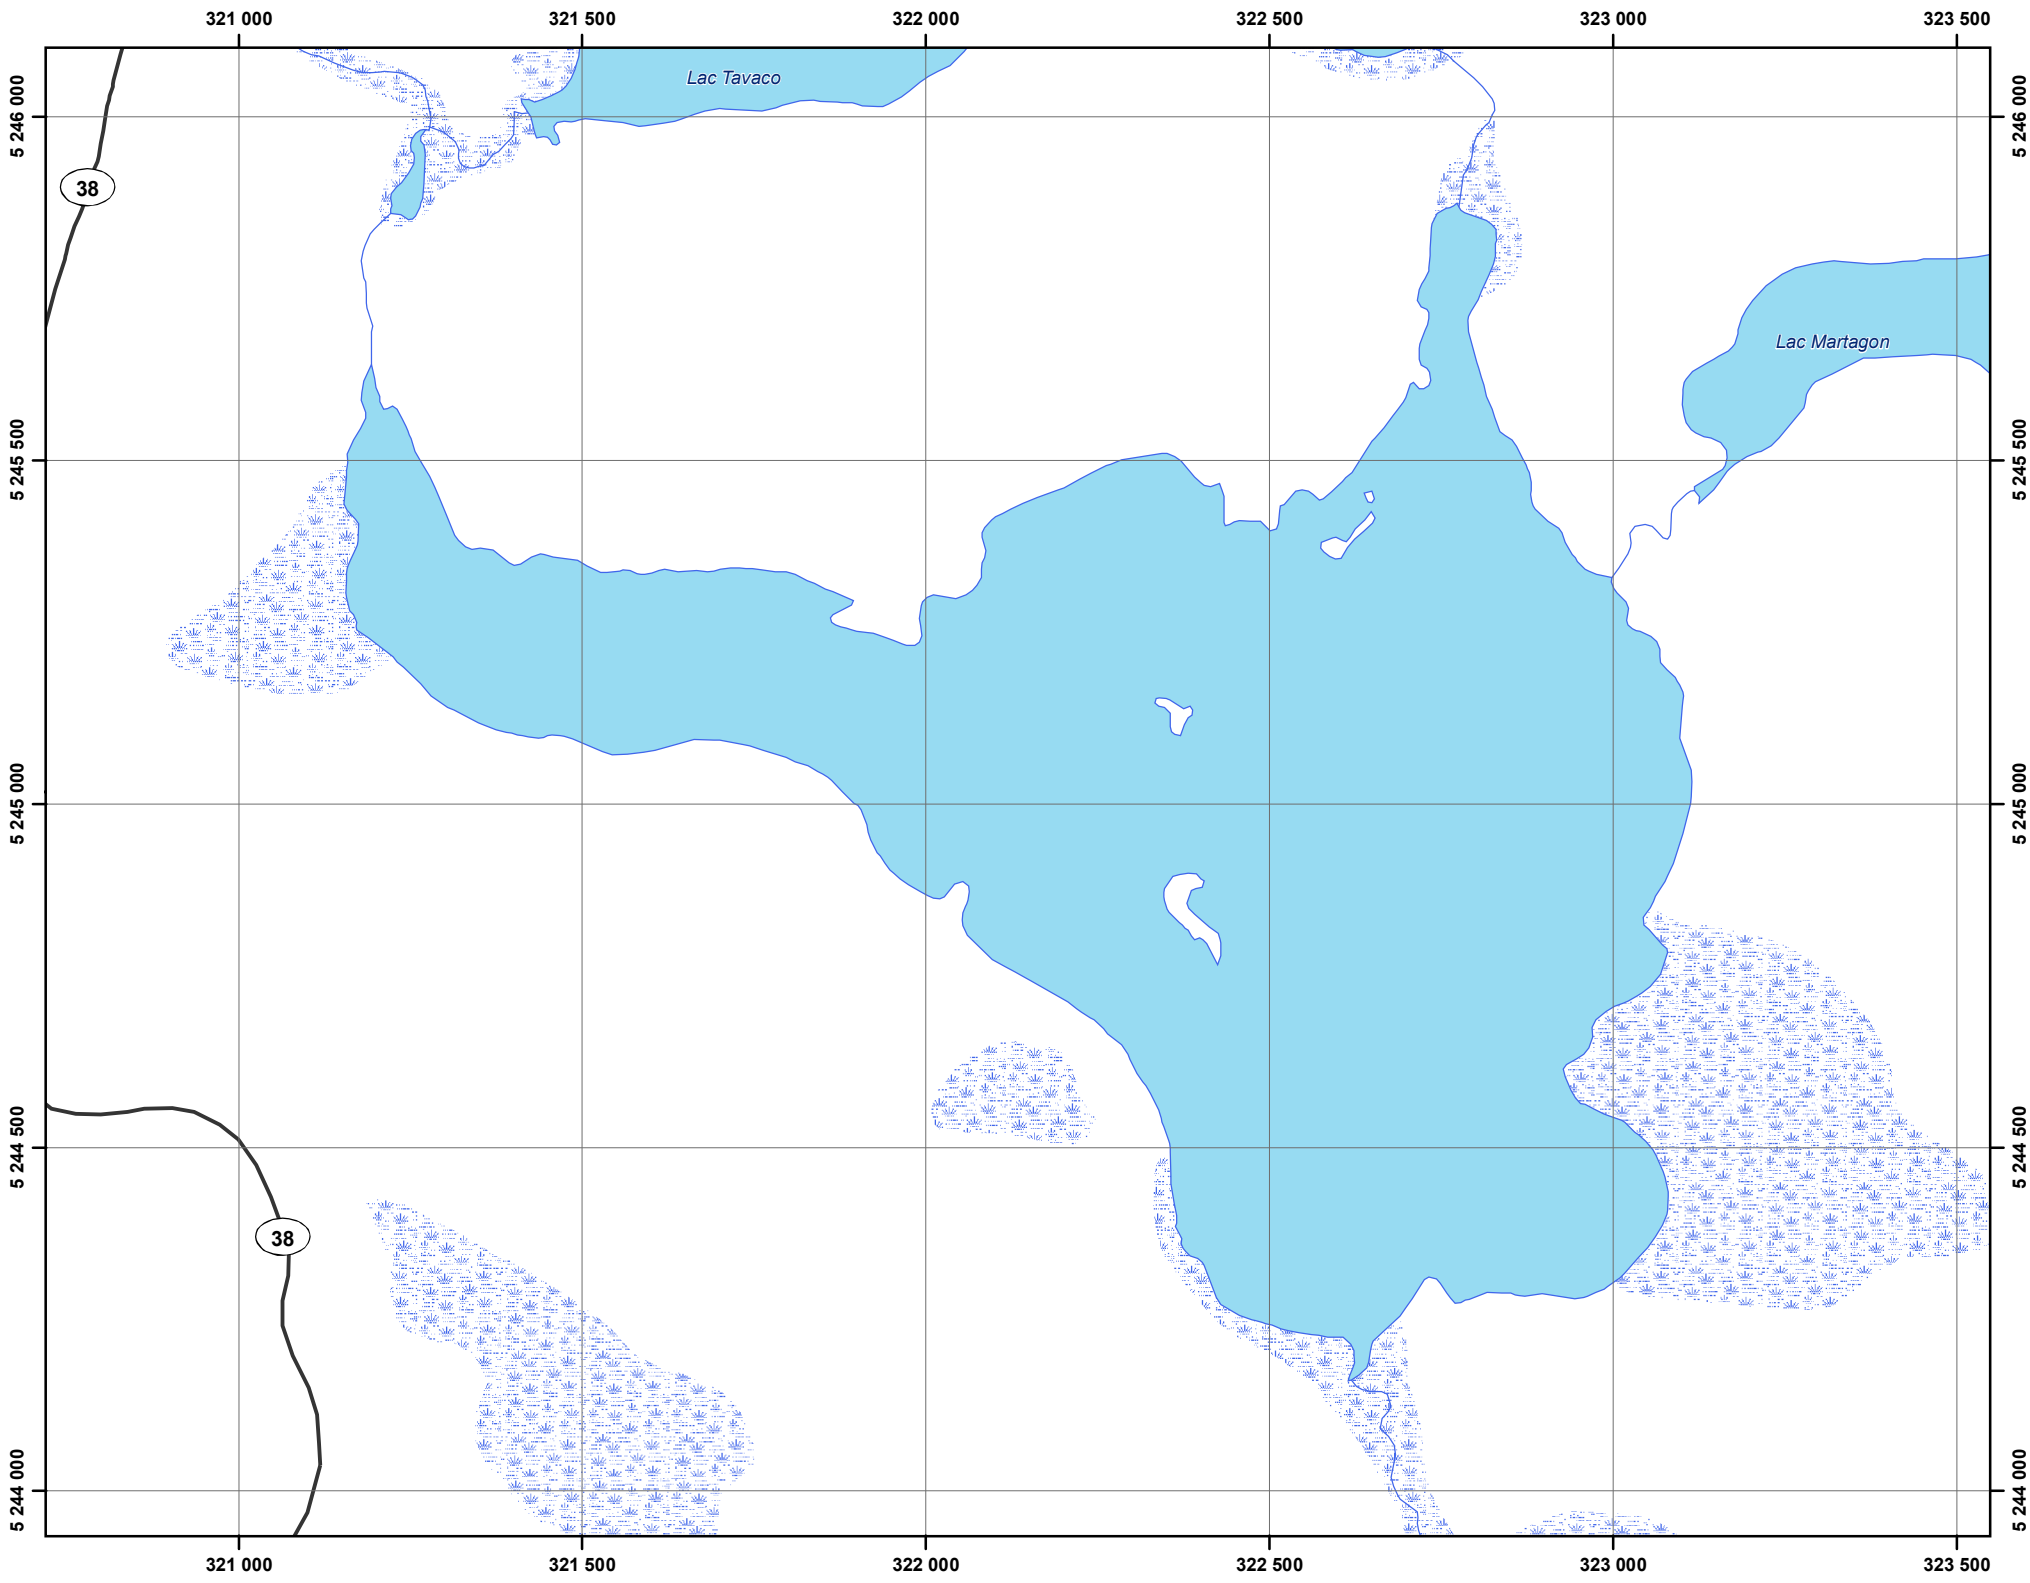 321 000 321 500 322 000 322 500 323 000 323 500
5 246 000 5 246 000
Lac Tavaco
38
Lac Martagon
5 245 500 5 245 500
5 245 000 5 245 000
5 244 500 5 244 500
38
5 244 000 5 244 000
321 000 321 500 322 000 322 500 323 000 323 500